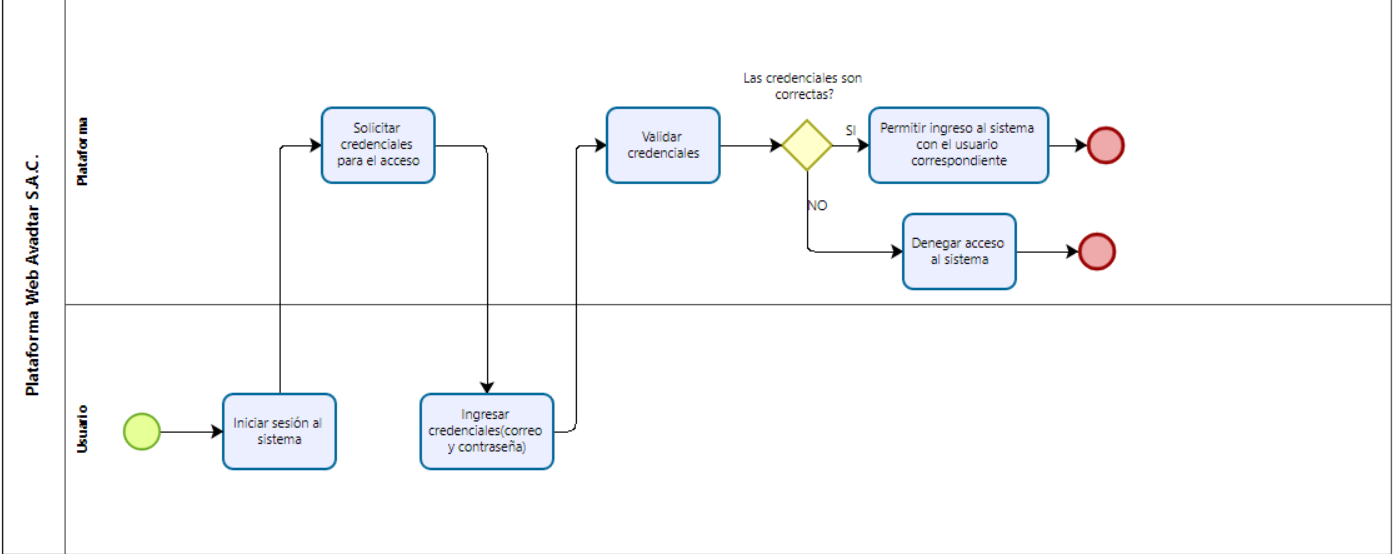 Plataforma Web Avadtar S.A.C.
Plataforma
Solicitar
credenciales
para el acceso
Validar
credenciales
Las credenciales son
correctas?
SI
Permitir ingreso al sistema
con el usuario
correspondiente
NO
Denegar acceso
al sistema
Usuario
Iniciar sesión al
sistema
Ingresar
credenciales(correo
y contraseña)